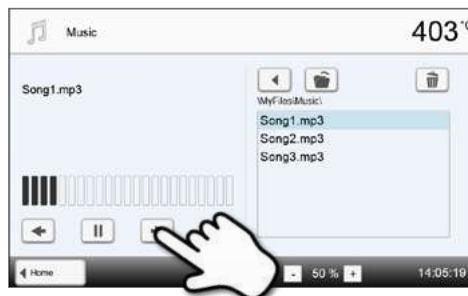 Music
403°
Song1.mp3
\MyFiles\Music\
Song1.mp3
Song2.mp3
Song3.mp3
Home
- 50 % +
14:05:19